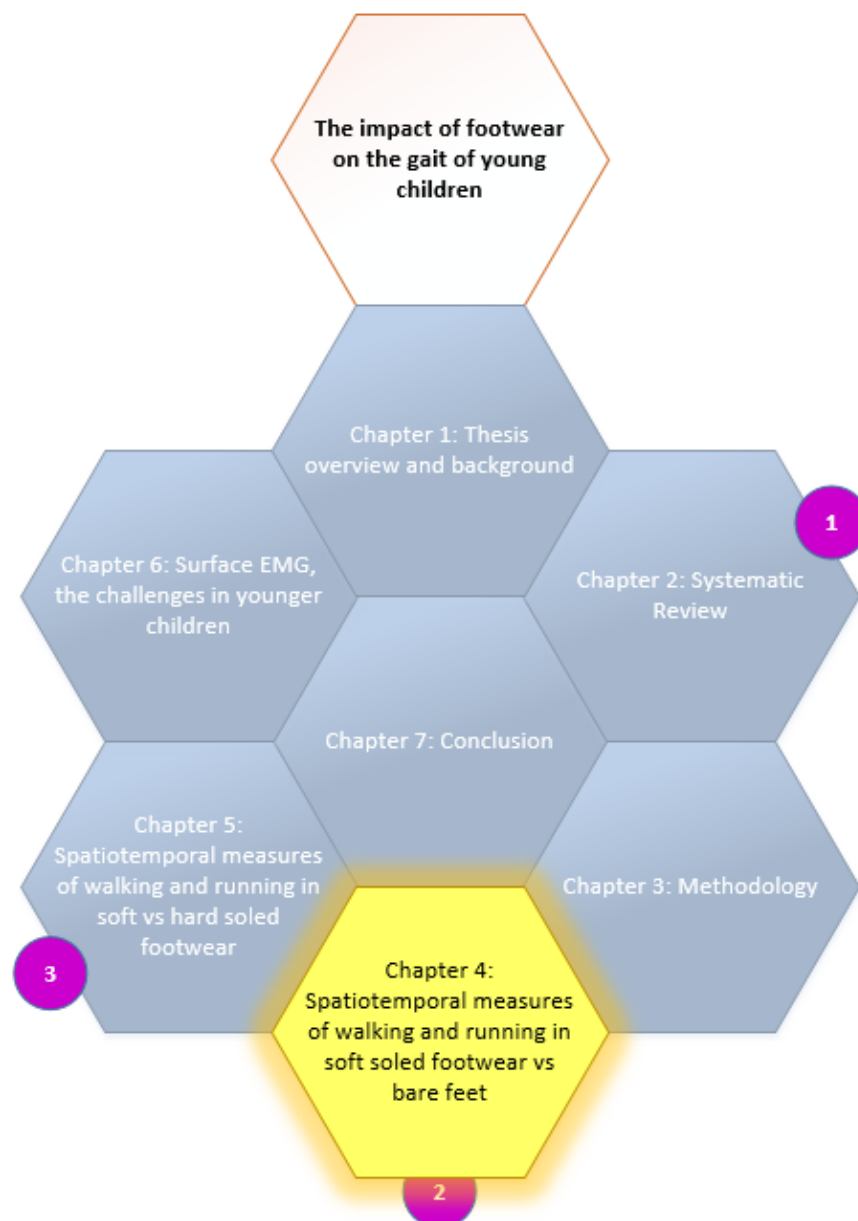 The impact of footwear
on the gait of young
children
Chapter 1: Thesis
overview and background
1
Chapter 2: Systematic
Review
Chapter 6: Surface EMG,
the challenges in younger
children
Chapter 7: Conclusion
Chapter 5:
Spatiotemporal measures
of walking and running in
soft vs hard soled
footwear
3
Chapter 3: Methodology
Chapter 4:
Spatiotemporal measures
of walking and running in
soft soled footwear vs
bare feet
2